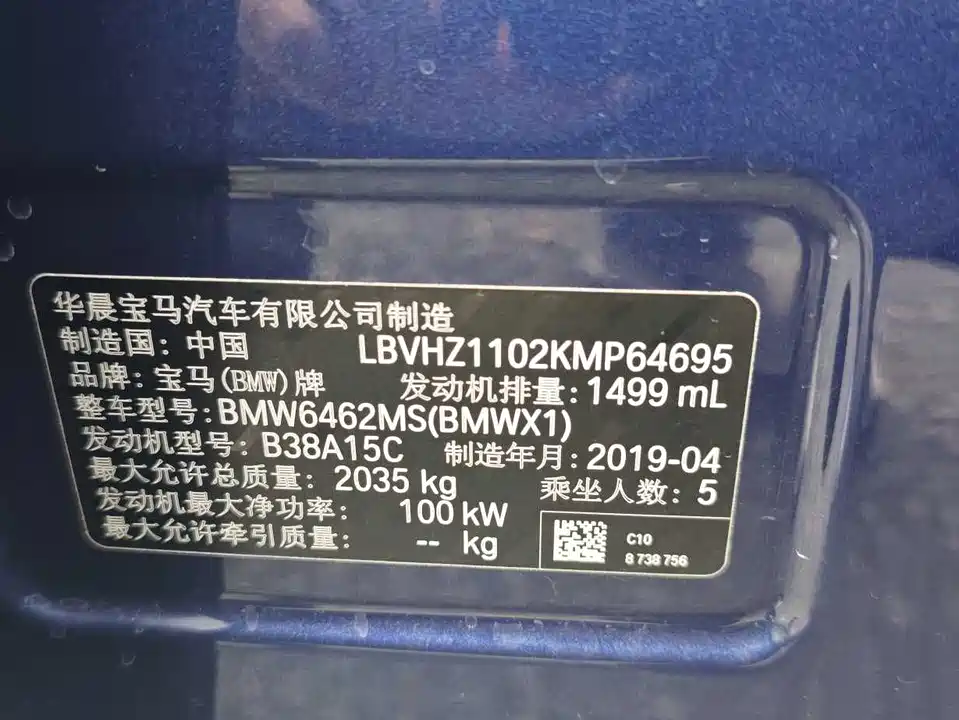 华晨宝马汽车有限公司制造
制造国：中国 LBVHZ1102KMP64695
品牌：宝马(BMW)牌 发动机排量：1499 mL
整车型号：BMW6462MS(BMWX1)
发动机型号：B38A15C 制造年月：2019-04
最大允许总质量：2035 kg 乘坐人数：5
发动机最大净功率： 100 kW
最大允许牵引质量： -- kg
C10
8 738 756